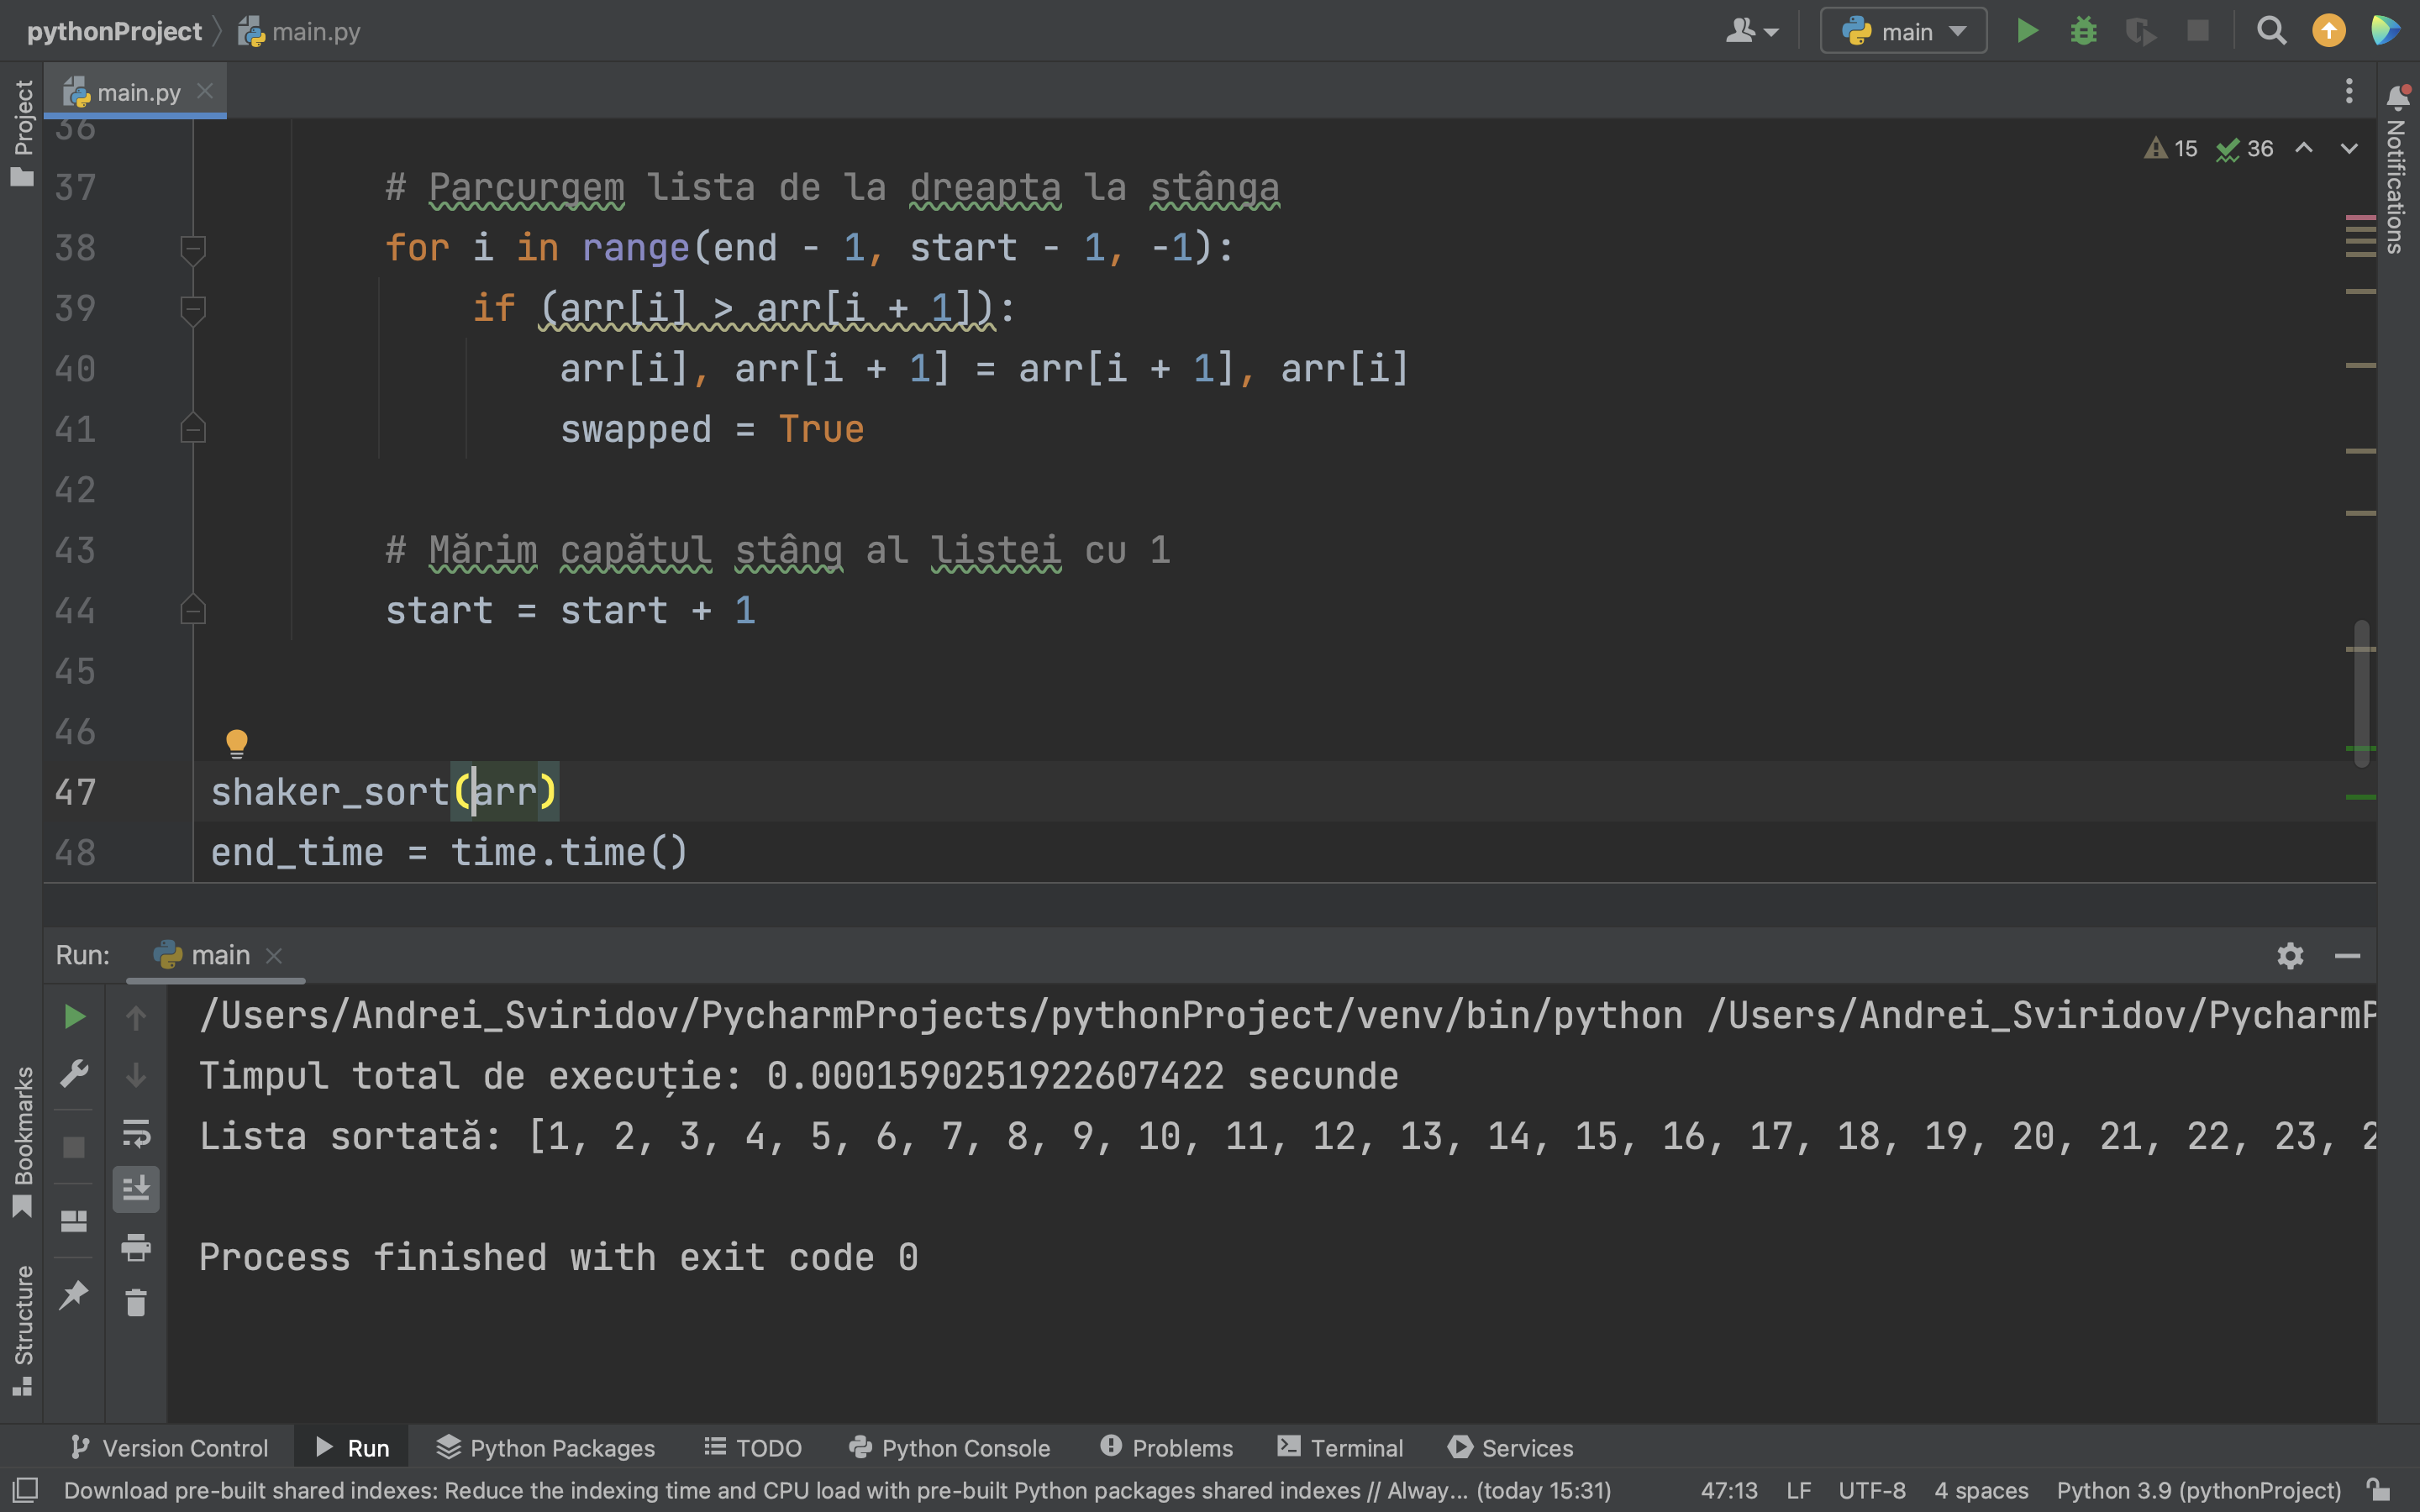 pythonProject main.py main
main.py
Project
Notifications
15 36
36
37 # Parcurgem lista de la dreapta la stânga
38 for i in range(end - 1, start - 1, -1):
39 if (arr[i] > arr[i + 1]):
40 arr[i], arr[i + 1] = arr[i + 1], arr[i]
41 swapped = True
42
43 # Mărim capătul stâng al listei cu 1
44 start = start + 1
45
46
47 shaker_sort(arr)
48 end_time = time.time()
Run: main
/Users/Andrei_Sviridov/PycharmProjects/pythonProject/venv/bin/python /Users/Andrei_Sviridov/PycharmP
Timpul total de execuție: 0.0001590251922607422 secunde
Lista sortată: [1, 2, 3, 4, 5, 6, 7, 8, 9, 10, 11, 12, 13, 14, 15, 16, 17, 18, 19, 20, 21, 22, 23, 2
Process finished with exit code 0
Bookmarks
Structure
Version Control Run Python Packages TODO Python Console Problems Terminal Services
Download pre-built shared indexes: Reduce the indexing time and CPU load with pre-built Python packages shared indexes // Alway... (today 15:31) 47:13 LF UTF-8 4 spaces Python 3.9 (pythonProject)